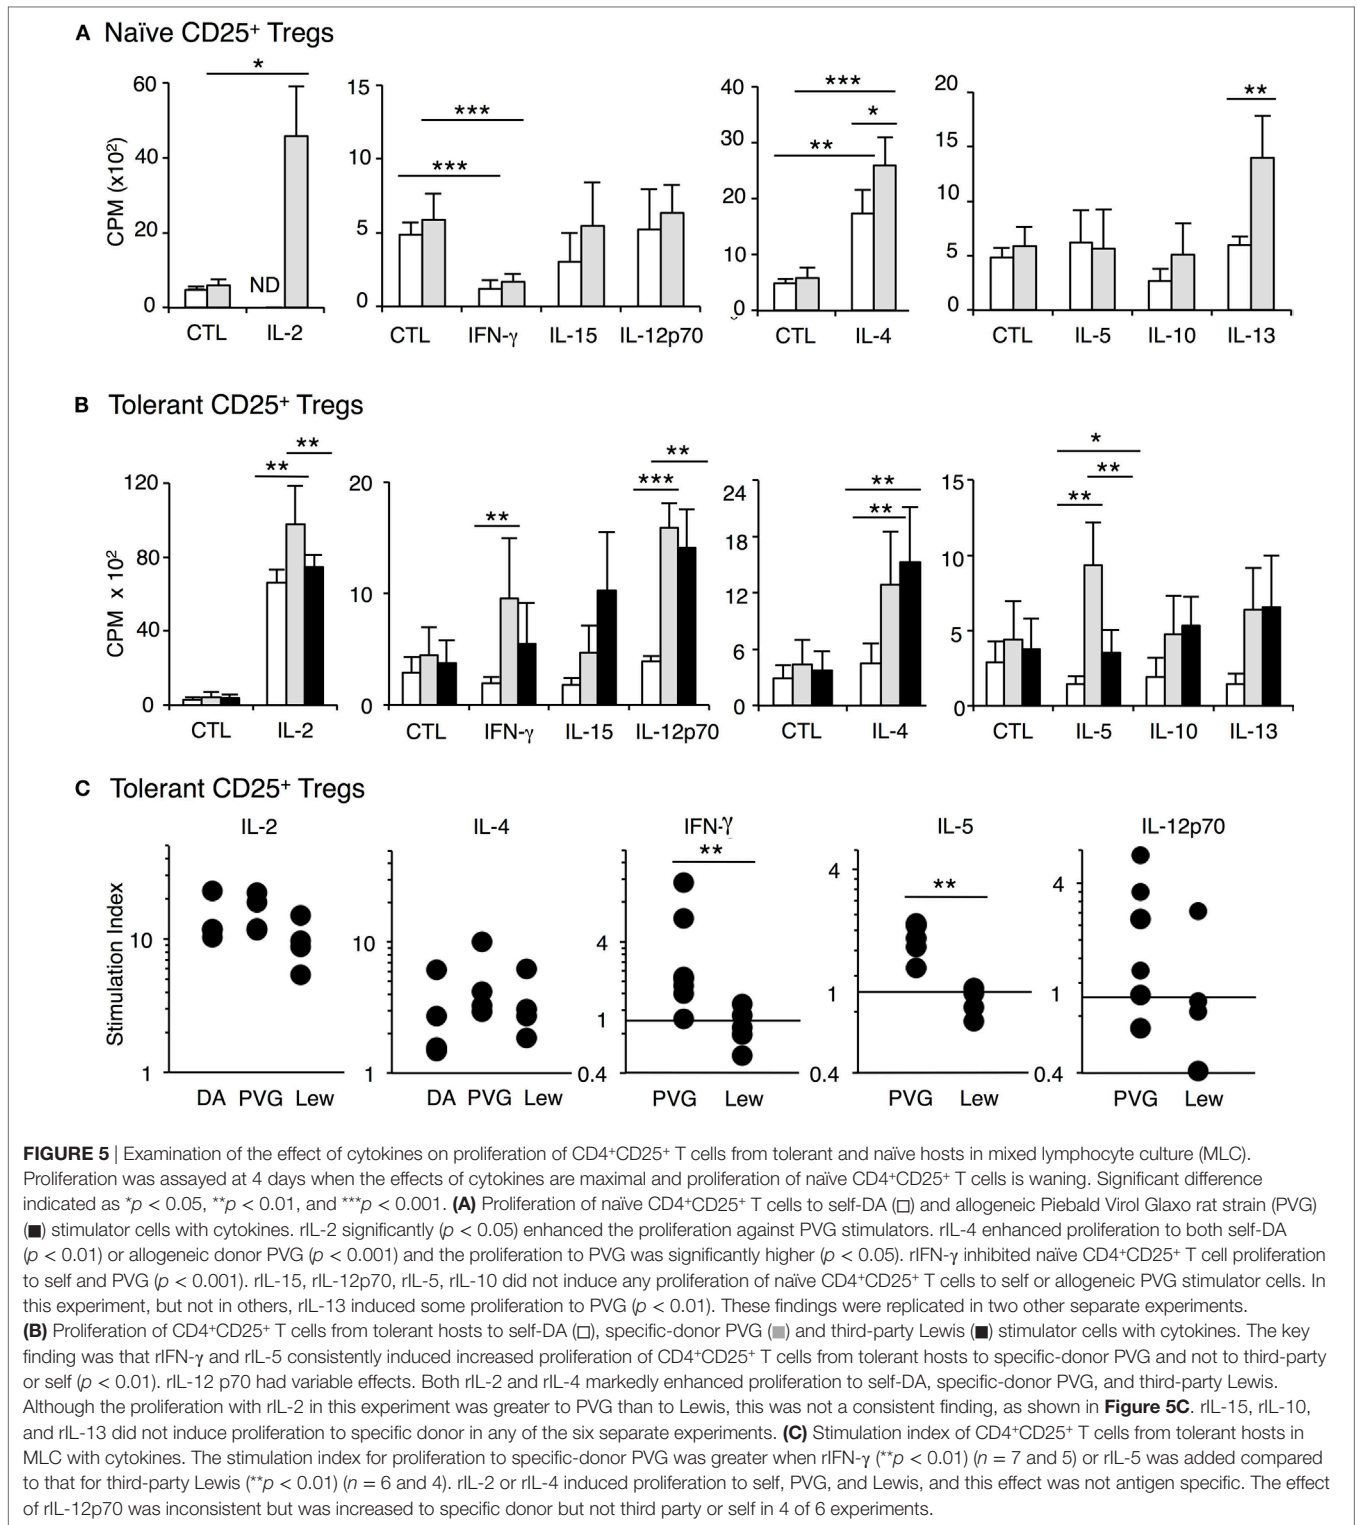 A Naïve CD25+ Tregs
* *** *** *** * ** **
60 40 20 0
CPM (x10²)
ND
CTL IL-2
15 10 5 0
CTL IFN-γ IL-15 IL-12p70
40 30 20 10 0
CTL IL-4
20 15 10 5 0
CTL IL-5 IL-10 IL-13
B Tolerant CD25+ Tregs
** ** ** *** ** ** ** * ** **
120 80 40 0
CPM x 10²
CTL IL-2
20 15 10 5 0
CTL IFN-γ IL-15 IL-12p70
24 18 12 6 0
CTL IL-4
15 10 5 0
CTL IL-5 IL-10 IL-13
C Tolerant CD25+ Tregs
IL-2 IL-4 IFN-γ IL-5 IL-12p70
** **
Stimulation Index
10 1
10 1
4 1 0.4
4 1 0.4
4 1 0.4
DA PVG Lew DA PVG Lew PVG Lew PVG Lew PVG Lew
FIGURE 5 | Examination of the effect of cytokines on proliferation of CD4+CD25+ T cells from tolerant and naïve hosts in mixed lymphocyte culture (MLC).
Proliferation was assayed at 4 days when the effects of cytokines are maximal and proliferation of naïve CD4+CD25+ T cells is waning. Significant difference
indicated as *p < 0.05, **p < 0.01, and ***p < 0.001. (A) Proliferation of naïve CD4+CD25+ T cells to self-DA (□) and allogeneic Piebald Virol Glaxo rat strain (PVG)
(■) stimulator cells with cytokines. rIL-2 significantly (p < 0.05) enhanced the proliferation against PVG stimulators. rIL-4 enhanced proliferation to both self-DA
(p < 0.01) or allogeneic donor PVG (p < 0.001) and the proliferation to PVG was significantly higher (p < 0.05). rIFN-γ inhibited naïve CD4+CD25+ T cell proliferation
to self and PVG (p < 0.001). rIL-15, rIL-12p70, rIL-5, rIL-10 did not induce any proliferation of naïve CD4+CD25+ T cells to self or allogeneic PVG stimulator cells. In
this experiment, but not in others, rIL-13 induced some proliferation to PVG (p < 0.01). These findings were replicated in two other separate experiments.
(B) Proliferation of CD4+CD25+ T cells from tolerant hosts to self-DA (□), specific-donor PVG (■) and third-party Lewis (■) stimulator cells with cytokines. The key
finding was that rIFN-γ and rIL-5 consistently induced increased proliferation of CD4+CD25+ T cells from tolerant hosts to specific-donor PVG and not to third-party
or self (p < 0.01). rIL-12 p70 had variable effects. Both rIL-2 and rIL-4 markedly enhanced proliferation to self-DA, specific-donor PVG, and third-party Lewis.
Although the proliferation with rIL-2 in this experiment was greater to PVG than to Lewis, this was not a consistent finding, as shown in Figure 5C. rIL-15, rIL-10,
and rIL-13 did not induce proliferation to specific donor in any of the six separate experiments. (C) Stimulation index of CD4+CD25+ T cells from tolerant hosts in
MLC with cytokines. The stimulation index for proliferation to specific-donor PVG was greater when rIFN-γ (**p < 0.01) (n = 7 and 5) or rIL-5 was added compared
to that for third-party Lewis (**p < 0.01) (n = 6 and 4). rIL-2 or rIL-4 induced proliferation to self, PVG, and Lewis, and this effect was not antigen specific. The effect
of rIL-12p70 was inconsistent but was increased to specific donor but not third party or self in 4 of 6 experiments.